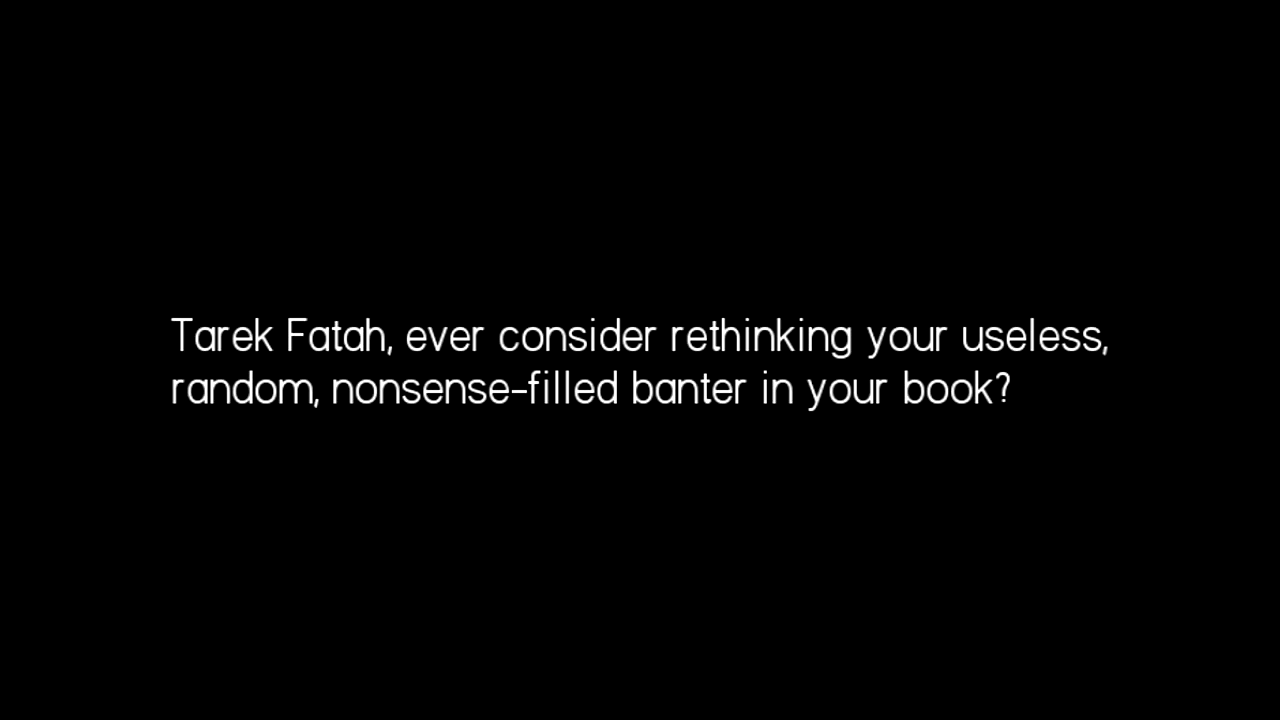 Tarek Fatah, ever consider rethinking your useless,
random, nonsense-filled banter in your book?